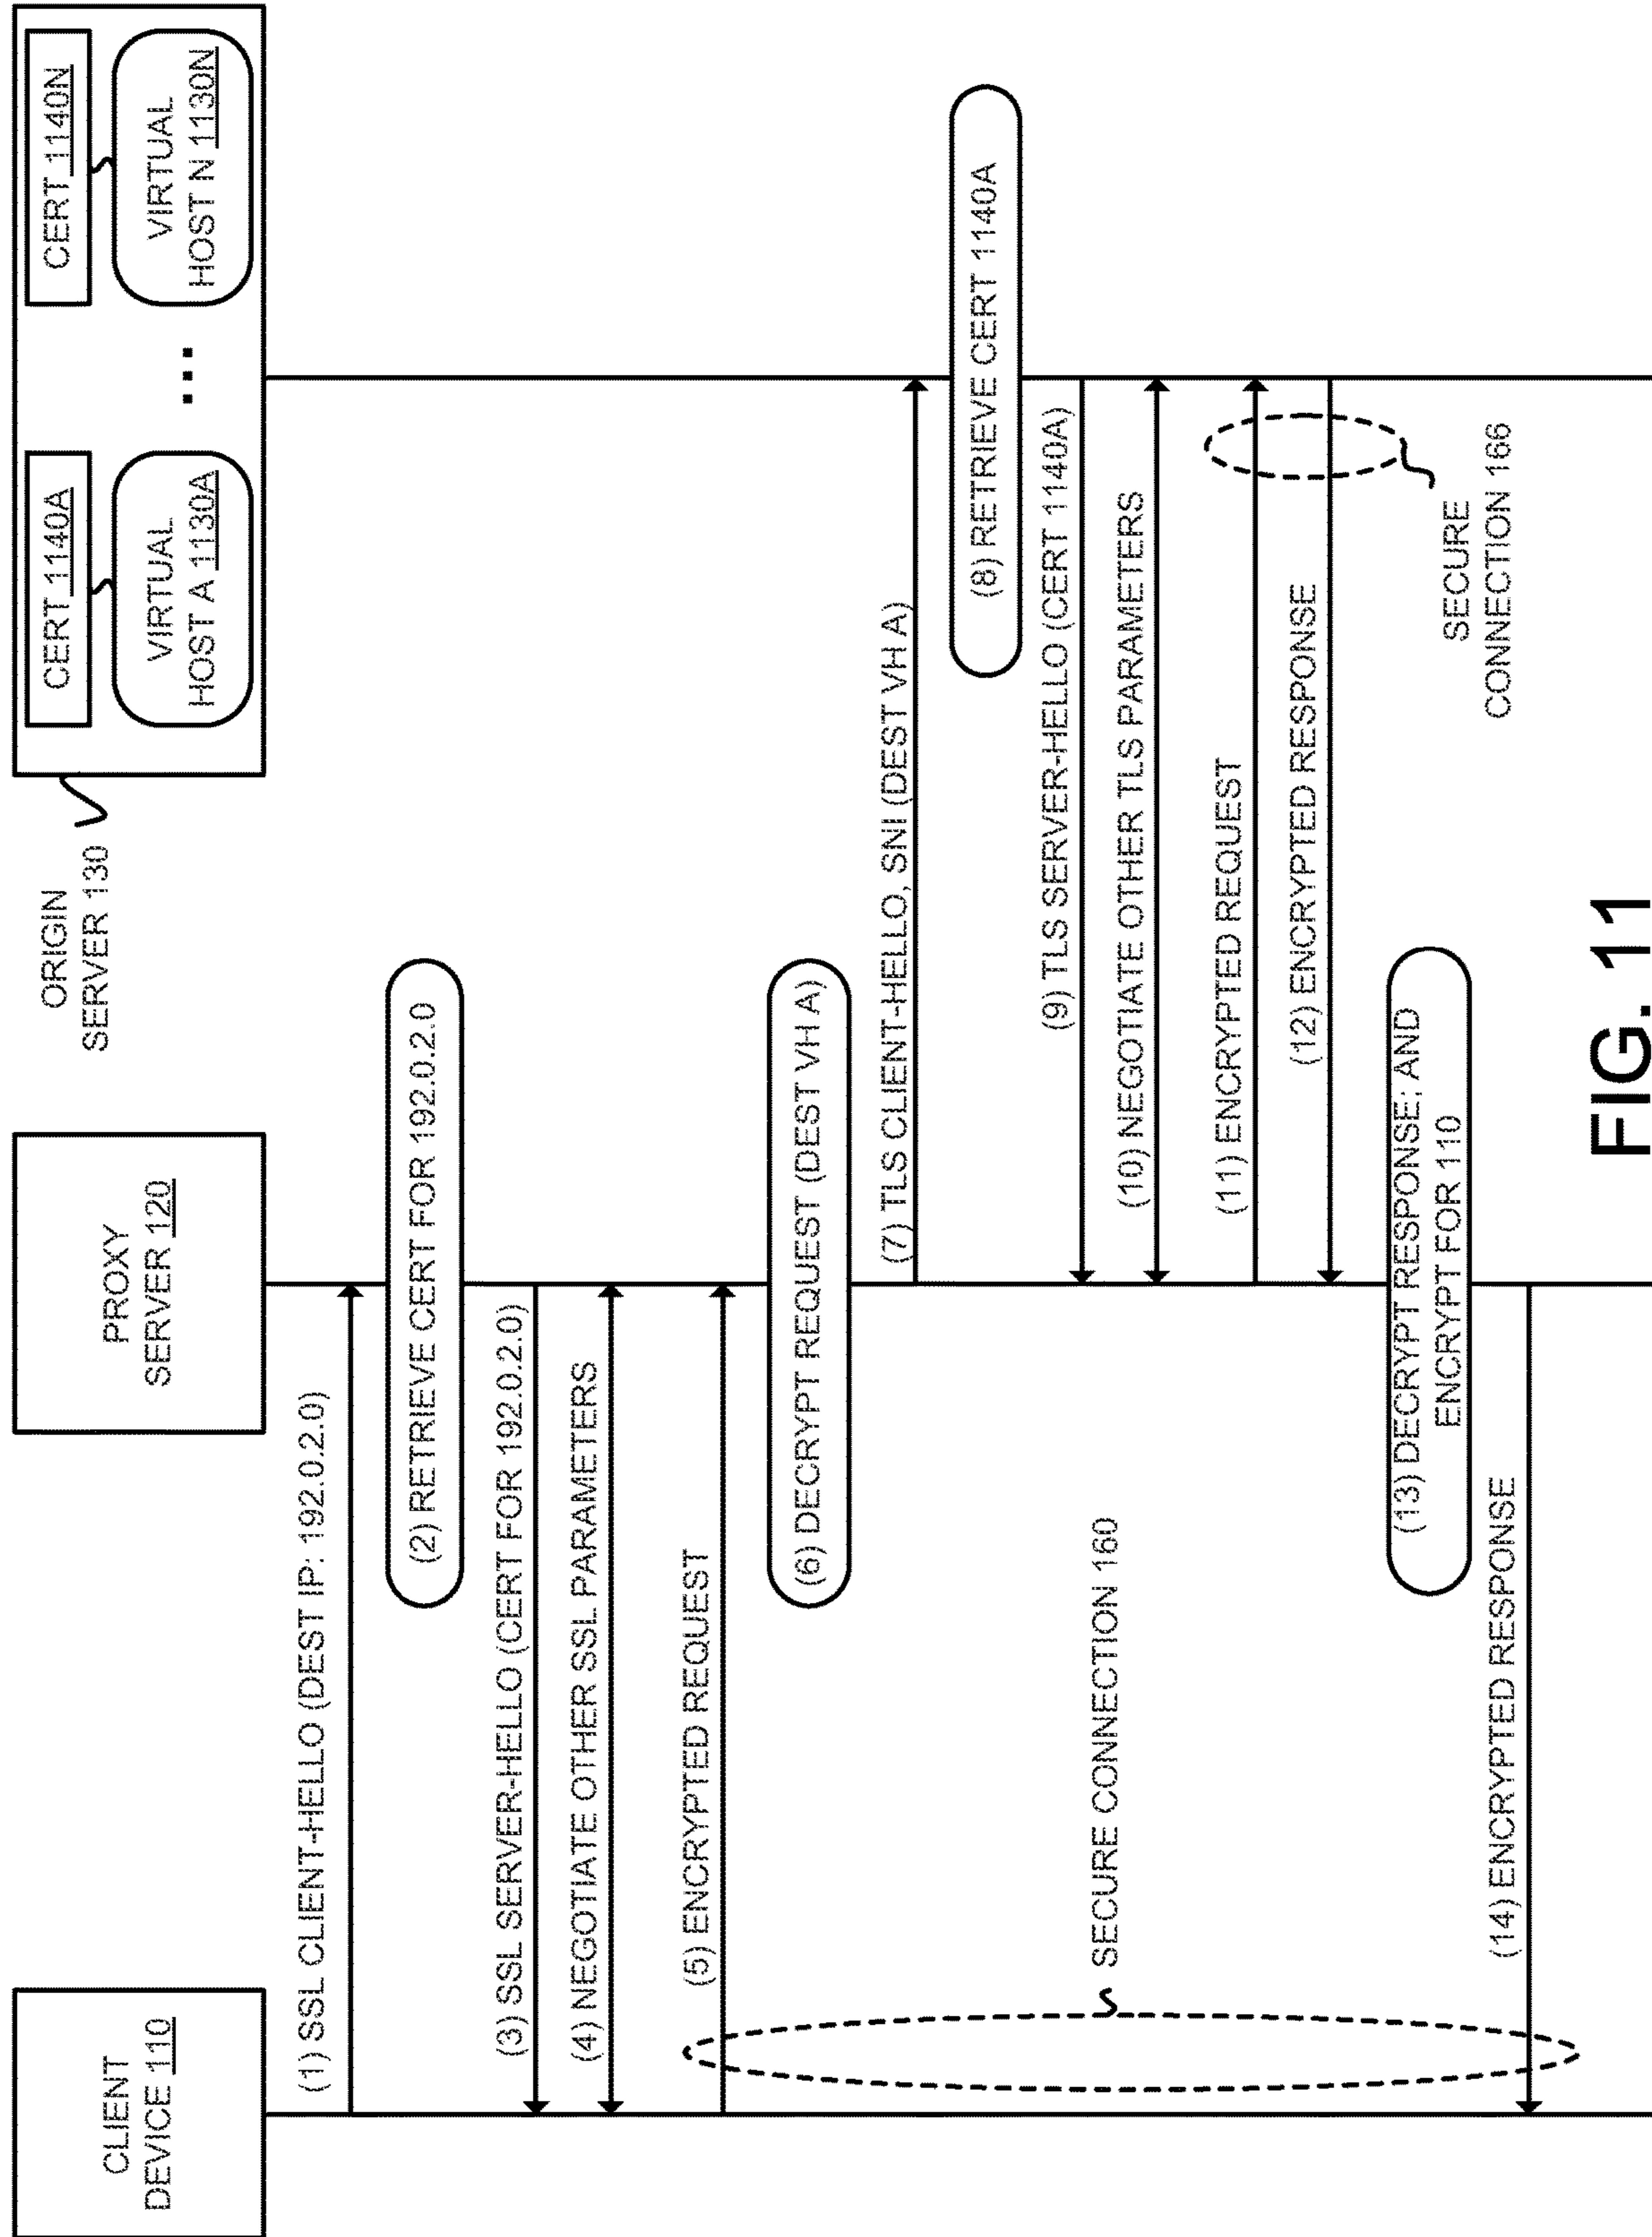 CLIENT
DEVICE 110
PROXY
SERVER 120
ORIGIN
SERVER 130
CERT 1140A
VIRTUAL
HOST A 1130A
...
CERT 1140N
VIRTUAL
HOST N 1130N
(1) SSL CLIENT-HELLO (DEST IP: 192.0.2.0)
(2) RETRIEVE CERT FOR 192.0.2.0
(3) SSL SERVER-HELLO (CERT FOR 192.0.2.0)
(4) NEGOTIATE OTHER SSL PARAMETERS
(5) ENCRYPTED REQUEST
(6) DECRYPT REQUEST (DEST VH A)
(7) TLS CLIENT-HELLO, SNI (DEST VH A)
(8) RETRIEVE CERT 1140A
(9) TLS SERVER-HELLO (CERT 1140A)
(10) NEGOTIATE OTHER TLS PARAMETERS
(11) ENCRYPTED REQUEST
(12) ENCRYPTED RESPONSE
SECURE CONNECTION 160
SECURE
CONNECTION 166
(13) DECRYPT RESPONSE; AND
ENCRYPT FOR 110
(14) ENCRYPTED RESPONSE
FIG. 11